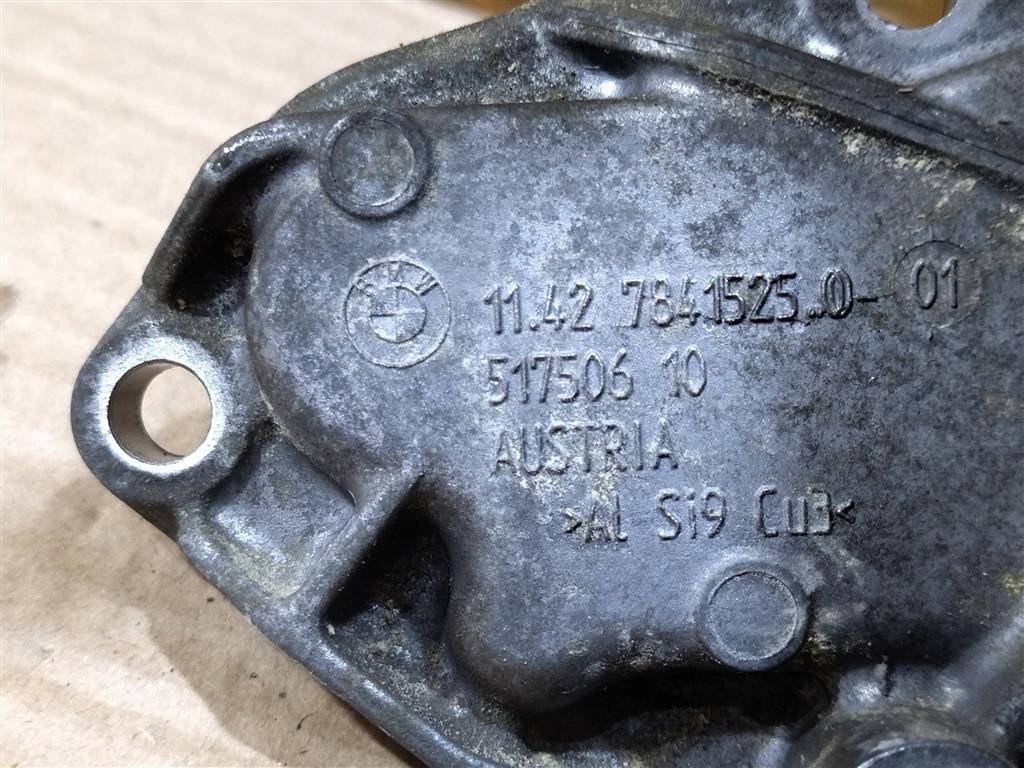 BMW
11.42 7841525.0- 01
517506 10
AUSTRIA
>AL Si9 Cu3<